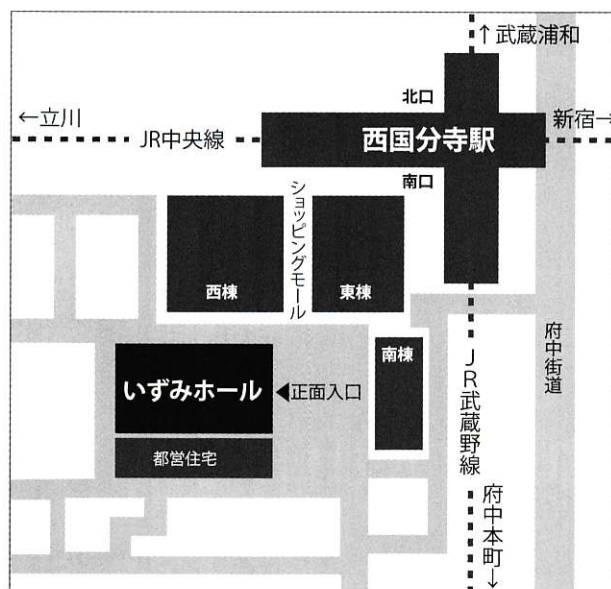 ↑武蔵浦和
北口
←立川
新宿→
JR中央線
西国分寺駅
南口
ショッピングモール
西棟
東棟
府中街道
南棟
JR武蔵野線
いずみホール
◀正面入口
都営住宅
府中本町↓